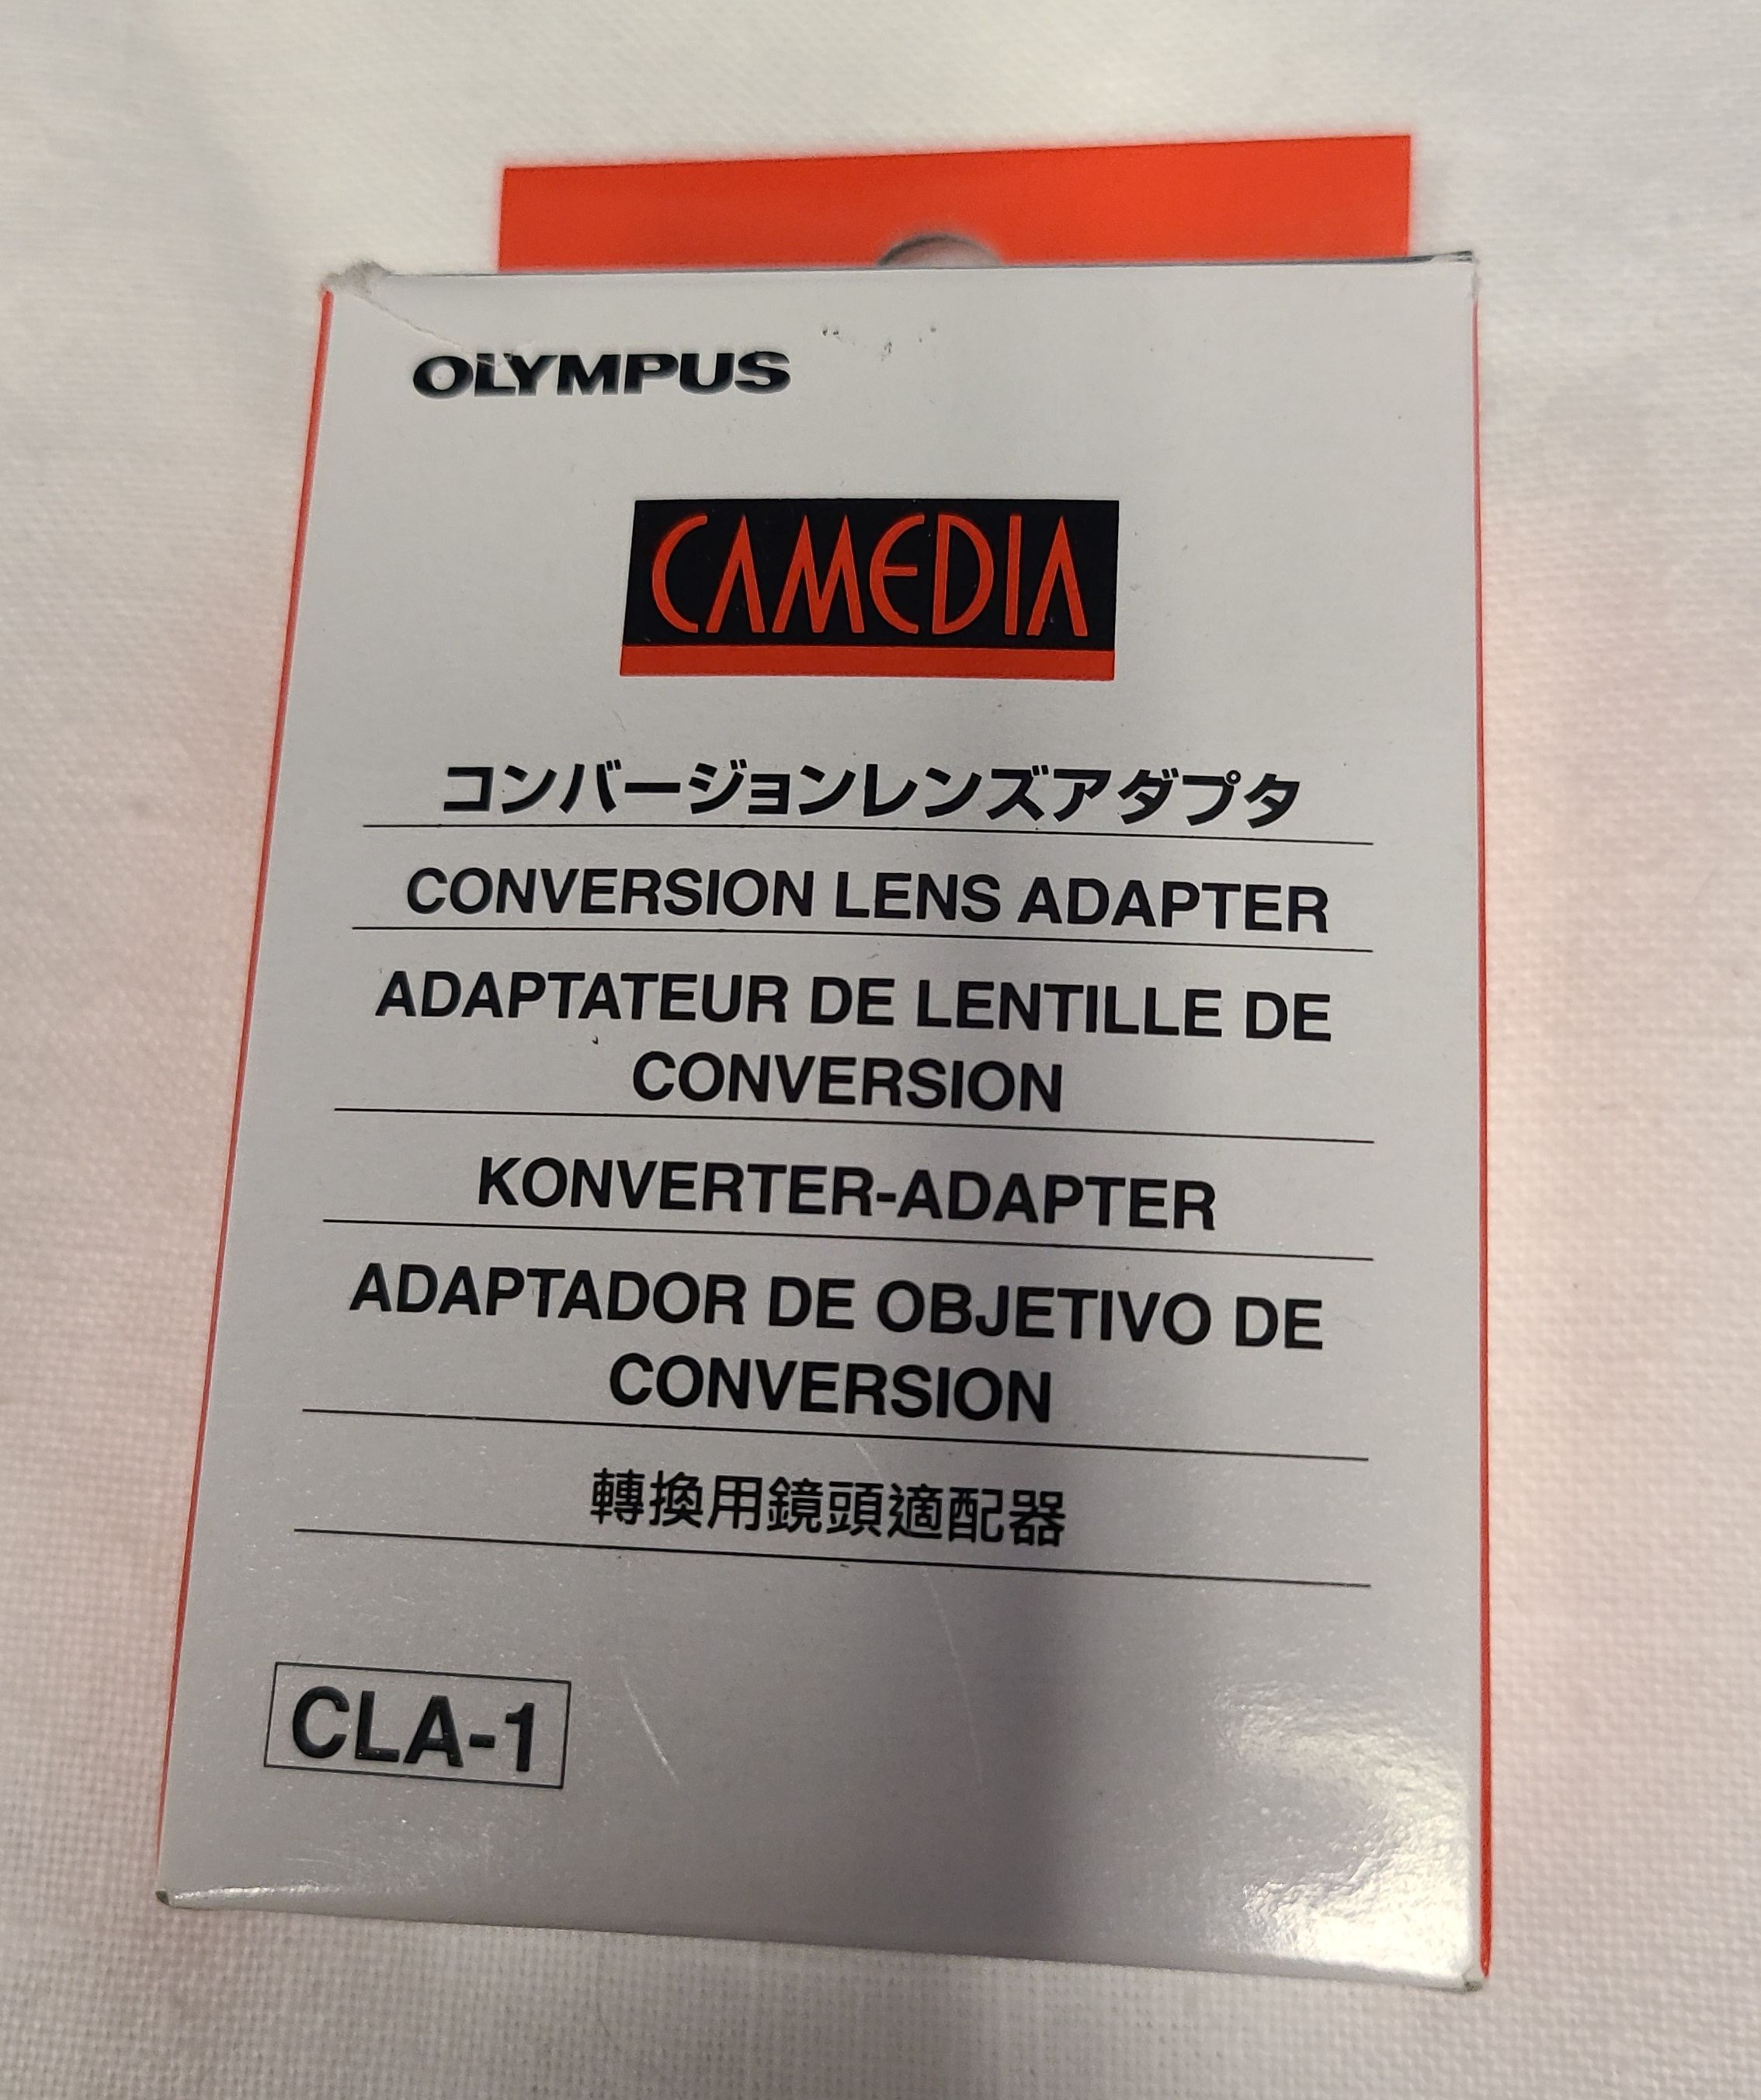 OLYMPUS
CAMEDIA
コンバージョンレンズアダプタ
CONVERSION LENS ADAPTER
ADAPTATEUR DE LENTILLE DE
CONVERSION
KONVERTER-ADAPTER
ADAPTADOR DE OBJETIVO DE
CONVERSION
轉換用鏡頭適配器
CLA-1